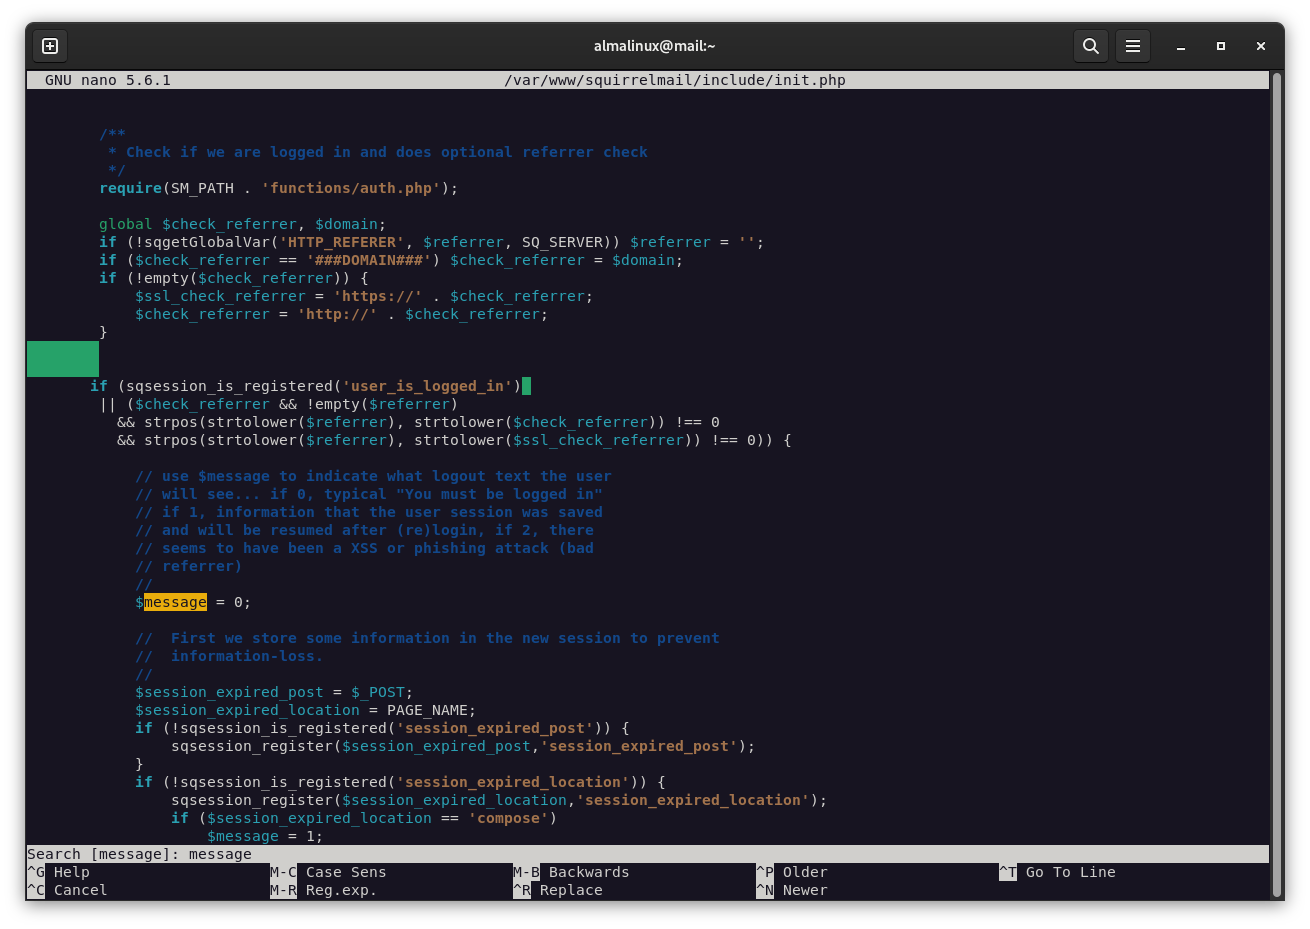 almalinux@mail:~
GNU nano 5.6.1 /var/www/squirrelmail/include/init.php
/**
 * Check if we are logged in and does optional referrer check
 */
require(SM_PATH . 'functions/auth.php');
global $check_referrer, $domain;
if (!sqgetGlobalVar('HTTP_REFERER', $referrer, SQ_SERVER)) $referrer = '';
if ($check_referrer == '###DOMAIN###') $check_referrer = $domain;
if (!empty($check_referrer)) {
    $ssl_check_referrer = 'https://' . $check_referrer;
    $check_referrer = 'http://' . $check_referrer;
}
if (sqsession_is_registered('user_is_logged_in')
 || ($check_referrer && !empty($referrer)
   && strpos(strtolower($referrer), strtolower($check_referrer)) !== 0
   && strpos(strtolower($referrer), strtolower($ssl_check_referrer)) !== 0)) {
    // use $message to indicate what logout text the user
    // will see... if 0, typical "You must be logged in"
    // if 1, information that the user session was saved
    // and will be resumed after (re)login, if 2, there
    // seems to have been a XSS or phishing attack (bad
    // referrer)
    //
    $message = 0;
    //  First we store some information in the new session to prevent
    //  information-loss.
    //
    $session_expired_post = $_POST;
    $session_expired_location = PAGE_NAME;
    if (!sqsession_is_registered('session_expired_post')) {
        sqsession_register($session_expired_post,'session_expired_post');
    }
    if (!sqsession_is_registered('session_expired_location')) {
        sqsession_register($session_expired_location,'session_expired_location');
        if ($session_expired_location == 'compose')
            $message = 1;
Search [message]: message
^G Help M-C Case Sens M-B Backwards ^P Older ^T Go To Line
^C Cancel M-R Reg.exp. ^R Replace ^N Newer